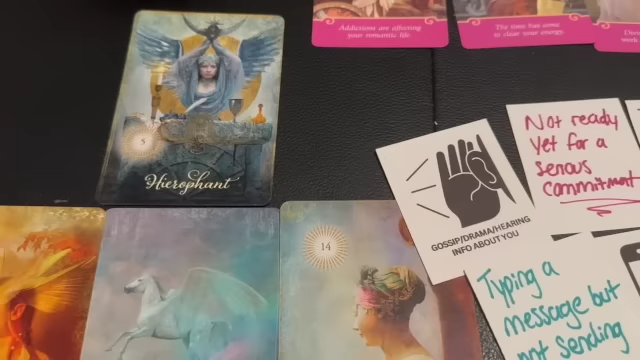 Addictions are affecting
your romantic life.
The time has come
to clear your energy.
5
Hierophant
14
GOSSIP/DRAMA/HEARING
INFO ABOUT YOU
Not ready
yet for a
serous
commitment
Typing a
message but
not sending